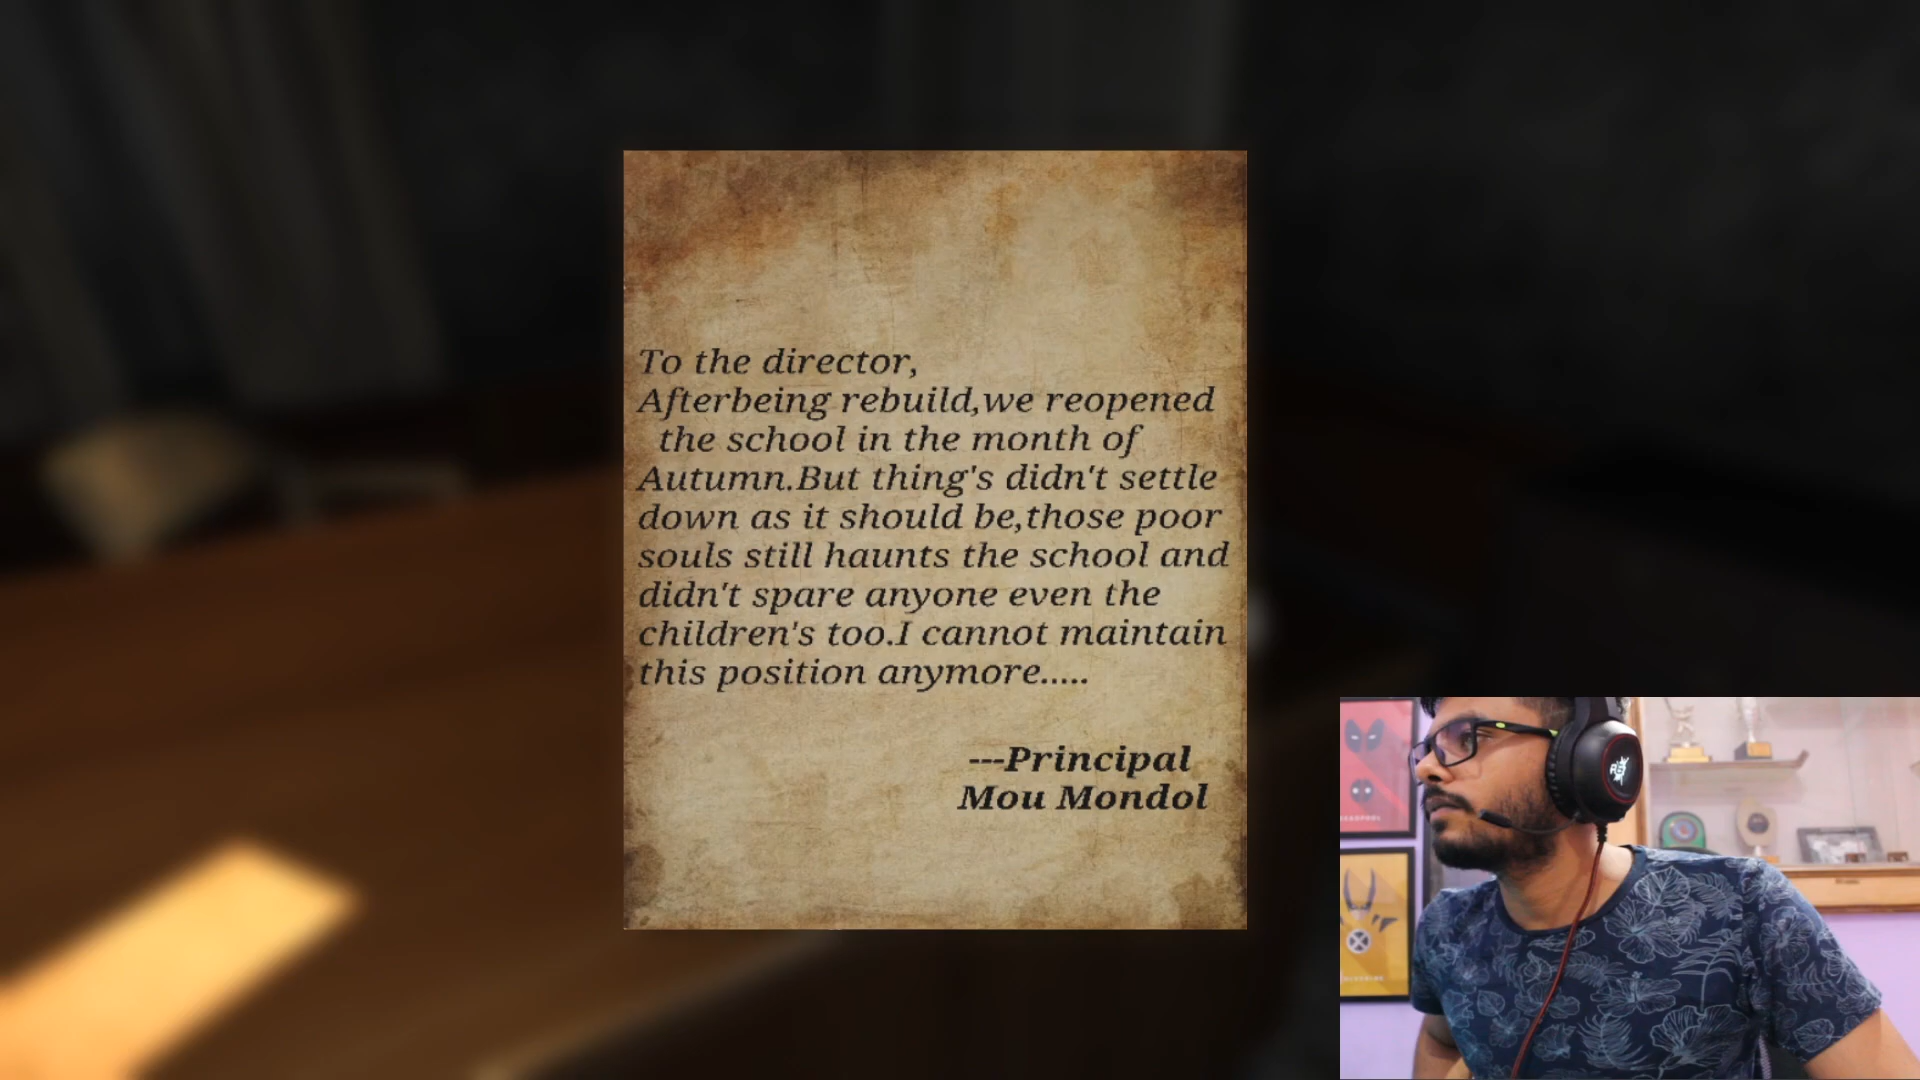 To the director,
Afterbeing rebuild,we reopened
the school in the month of
Autumn.But thing's didn't settle
down as it should be,those poor
souls still haunts the school and
didn't spare anyone even the
children's too.I cannot maintain
this position anymore.....
---Principal
Mou Mondol
DEADPOOL
WOLVERINE